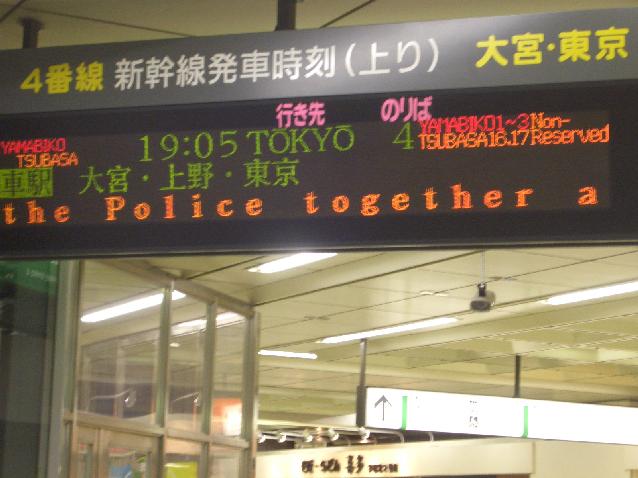 4番線 新幹線発車時刻(上り) 大宮・東京
行き先 のりば
YAMABIKO 19:05 TOKYO 4 YAMABIKO1~3Non-
TSUBASA TSUBASA16.17Reserved
車駅 大宮・上野・東京
the Police together a